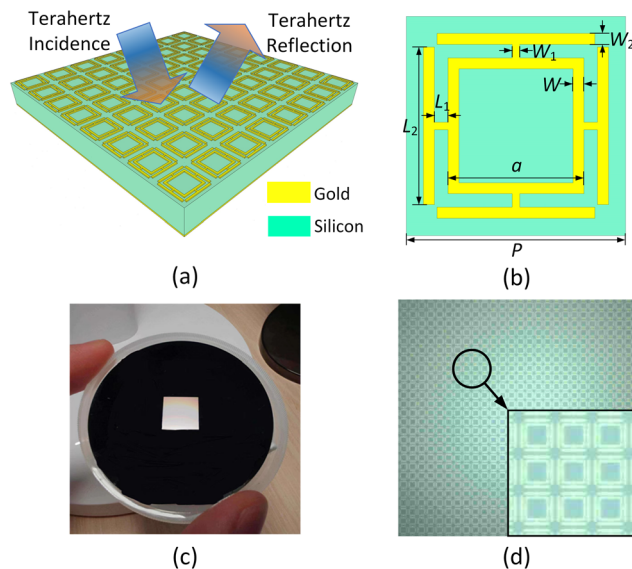 Terahertz
Incidence
Terahertz
Reflection
Gold
Silicon
(a)
W₂
W₁
W
L₁
L₂
a
P
(b)
(c)
(d)